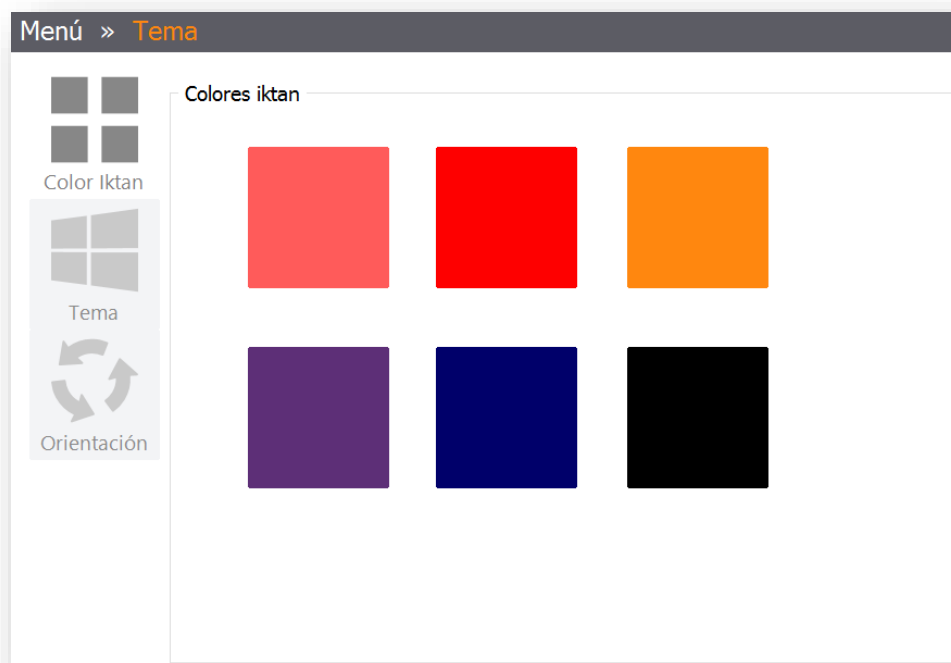 Menú » Tema
Colores iktan
Color Iktan
Tema
Orientación